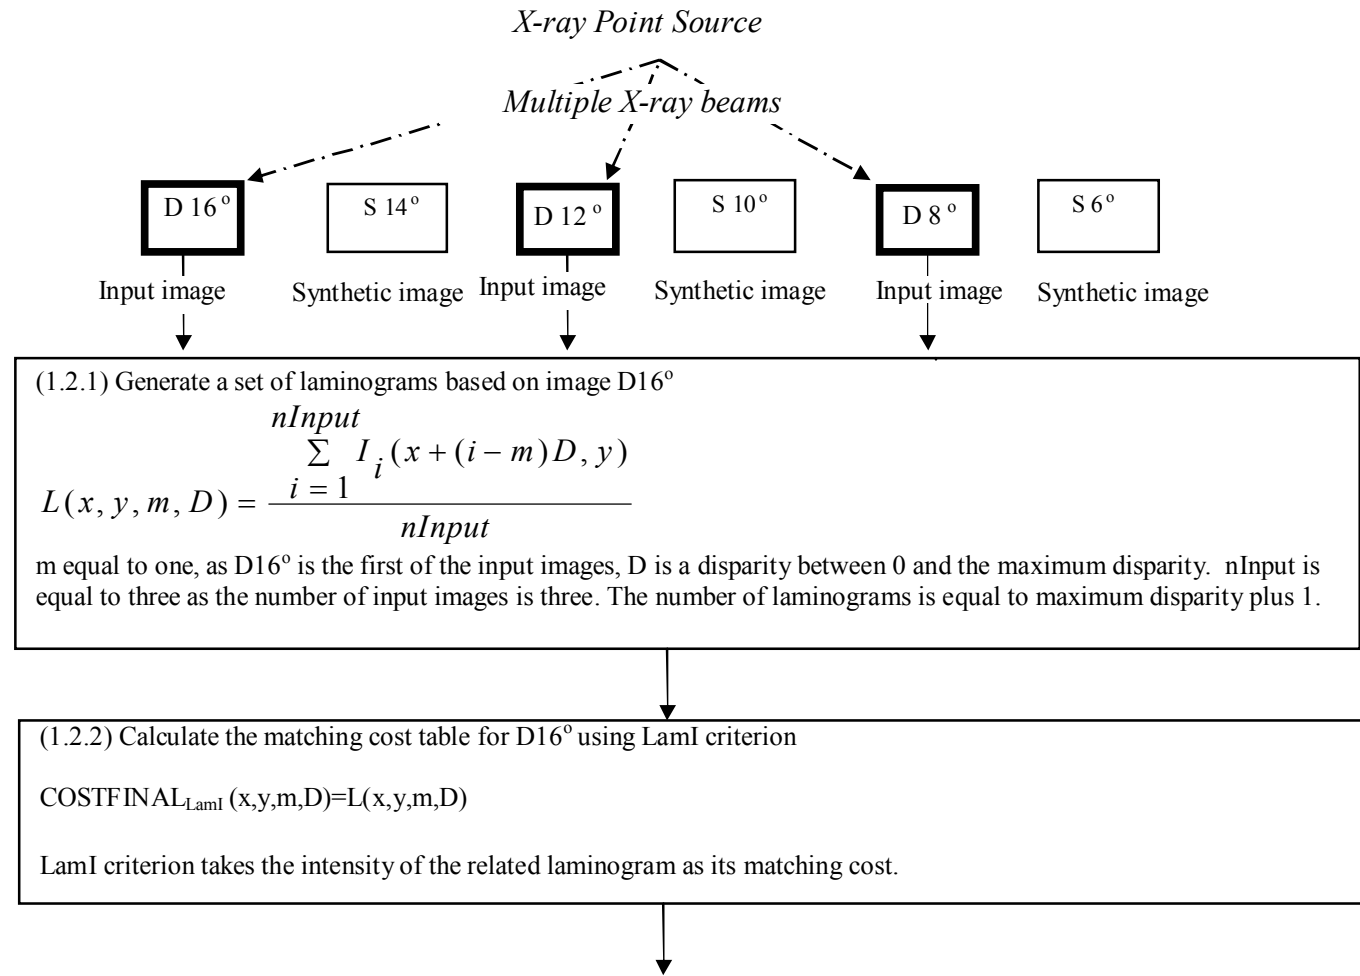 X-ray Point Source
Multiple X-ray beams
D 16 º S 14 º D 12 º S 10 º D 8 º S 6 º
Input image Synthetic image Input image Synthetic image Input image Synthetic image
(1.2.1) Generate a set of laminograms based on image D16º
nInput
Σ I i (x + (i − m)D, y)
i = 1
L(x, y, m, D) =
nInput
m equal to one, as D16º is the first of the input images, D is a disparity between 0 and the maximum disparity. nInput is
equal to three as the number of input images is three. The number of laminograms is equal to maximum disparity plus 1.
(1.2.2) Calculate the matching cost table for D16º using LamI criterion
COSTFINAL LamI (x,y,m,D)=L(x,y,m,D)
LamI criterion takes the intensity of the related laminogram as its matching cost.